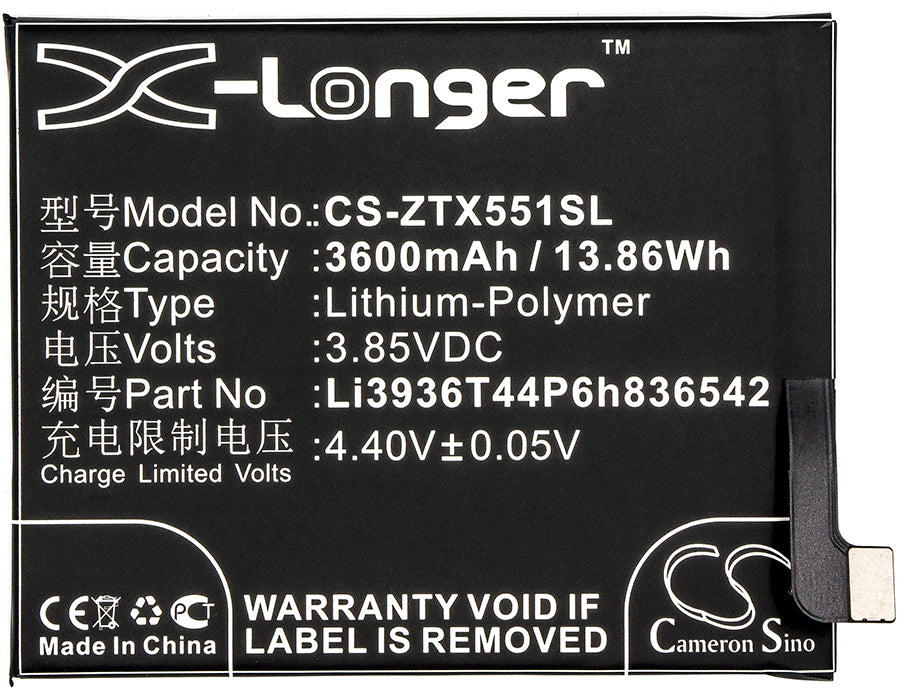 X-Longer™
型号Model No.:CS-ZTX551SL
容量Capacity :3600mAh / 13.86Wh
规格Type :Lithium-Polymer
电压Volts :3.85VDC
编号Part No :Li3936T44P6h836542
充电限制电压 :4.40V±0.05V
Charge Limited Volts
CE PCT
Made In China
WARRANTY VOID IF
LABEL IS REMOVED
CS
Cameron Sino